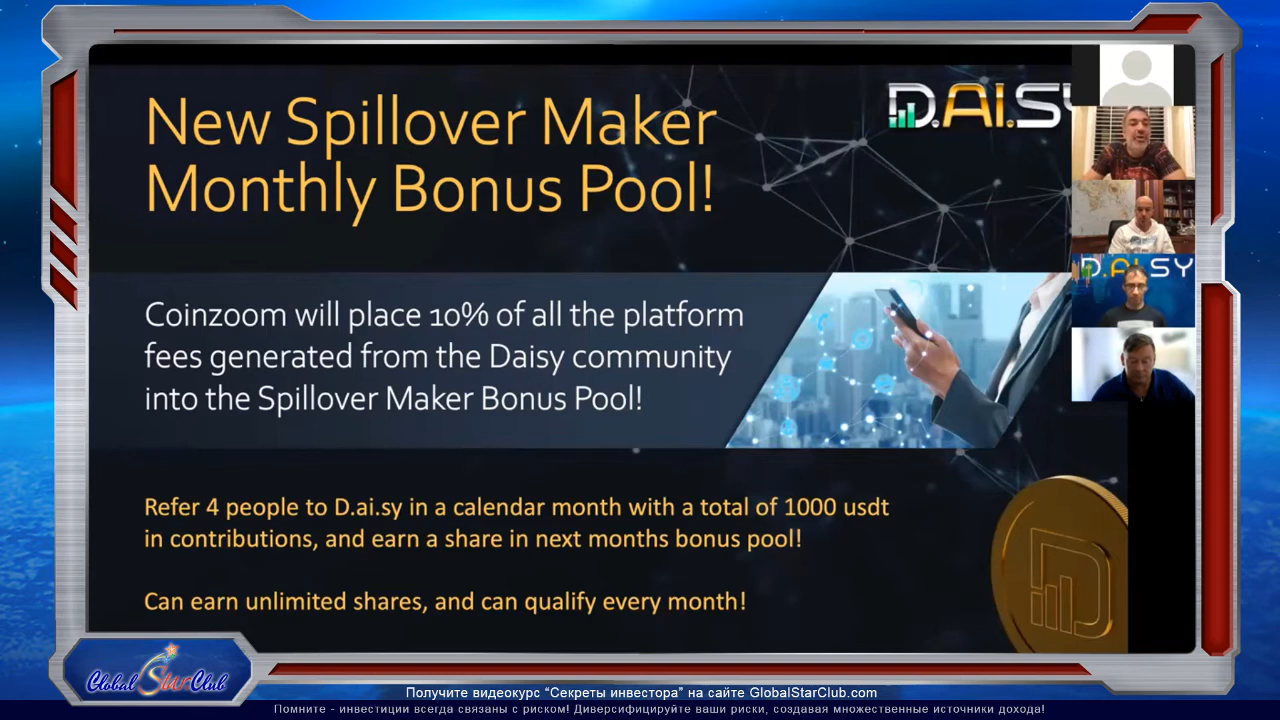 New Spillover Maker
Monthly Bonus Pool!
D.AI.SY
Coinzoom will place 10% of all the platform
fees generated from the Daisy community
into the Spillover Maker Bonus Pool!
D.AI.SY
Refer 4 people to D.ai.sy in a calendar month with a total of 1000 usdt
in contributions, and earn a share in next months bonus pool!
Can earn unlimited shares, and can qualify every month!
Global Star Club
Получите видеокурс “Секреты инвестора” на сайте GlobalStarClub.com
Помните - инвестиции всегда связаны с риском! Диверсифицируйте ваши риски, создавая множественные источники дохода!